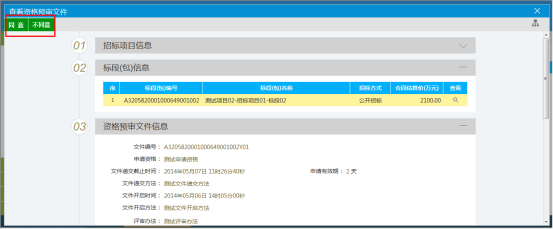 查看资格预审文件
同意 不同意
01 招标项目信息
02 标段(包)信息
序 标段(包)编号 标段(包)名称 招标方式 合同估算价(万元) 查看
1 A3205820001000649001002 测试项目02-招标项目01-标段02 公开招标 2100.00
03 资格预审文件信息
文件编号： A3205820001000649001002Y01
申请资格： 测试申请资格
文件递交截止时间： 2014年05月07日 21时26分40秒 申请有效期： 2 天
文件递交方法： 测试文件递交方法
文件开启时间： 2014年05月06日 14时05分00秒
文件开启方法： 测试文件开启方法
评审办法： 测试评审办法